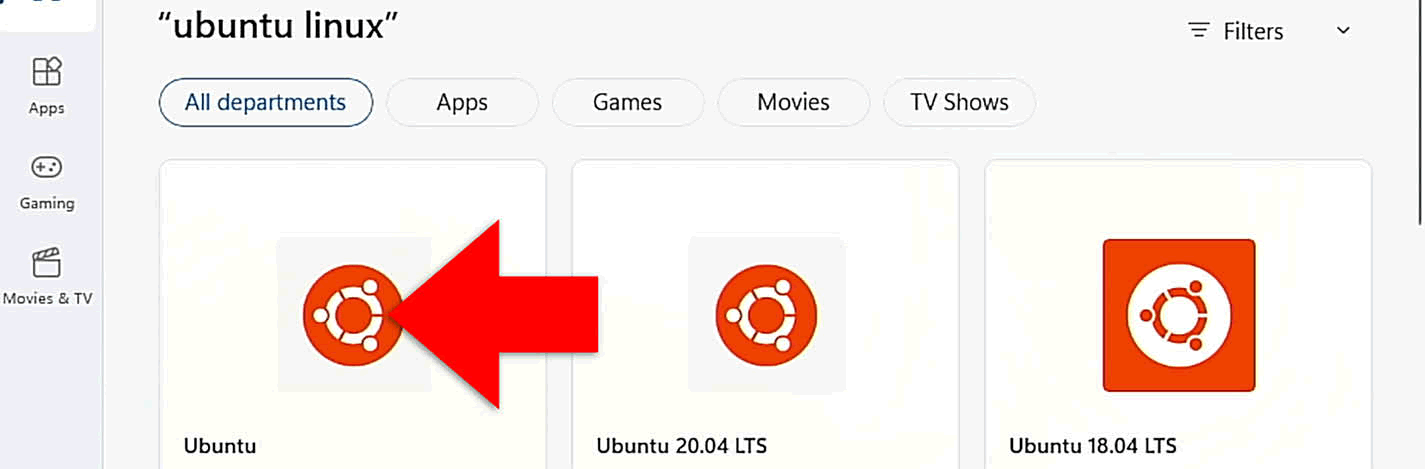 “ubuntu linux”
Filters
All departments
Apps
Games
Movies
TV Shows
Apps
Gaming
Movies & TV
Ubuntu
Ubuntu 20.04 LTS
Ubuntu 18.04 LTS